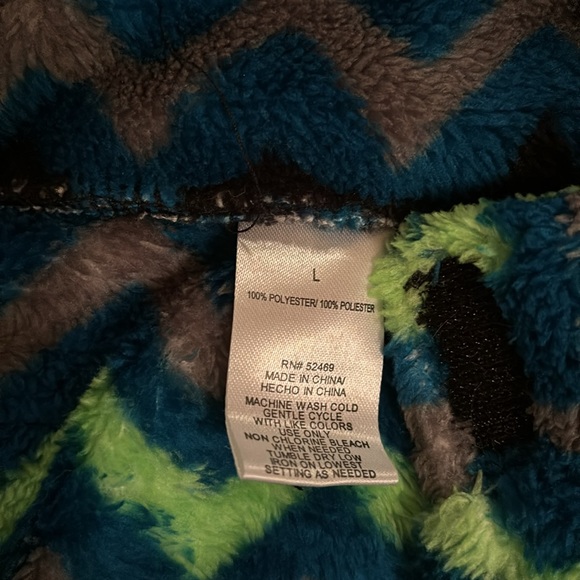 L
100% POLYESTER/ 100% POLIESTER
RN# 52469
MADE IN CHINA/
HECHO IN CHINA
MACHINE WASH COLD
GENTLE CYCLE
WITH LIKE COLORS
USE ONLY
NON CHLORINE BLEACH
WHEN NEEDED
TUMBLE DRY LOW
IRON ON LOWEST
SETTING AS NEEDED